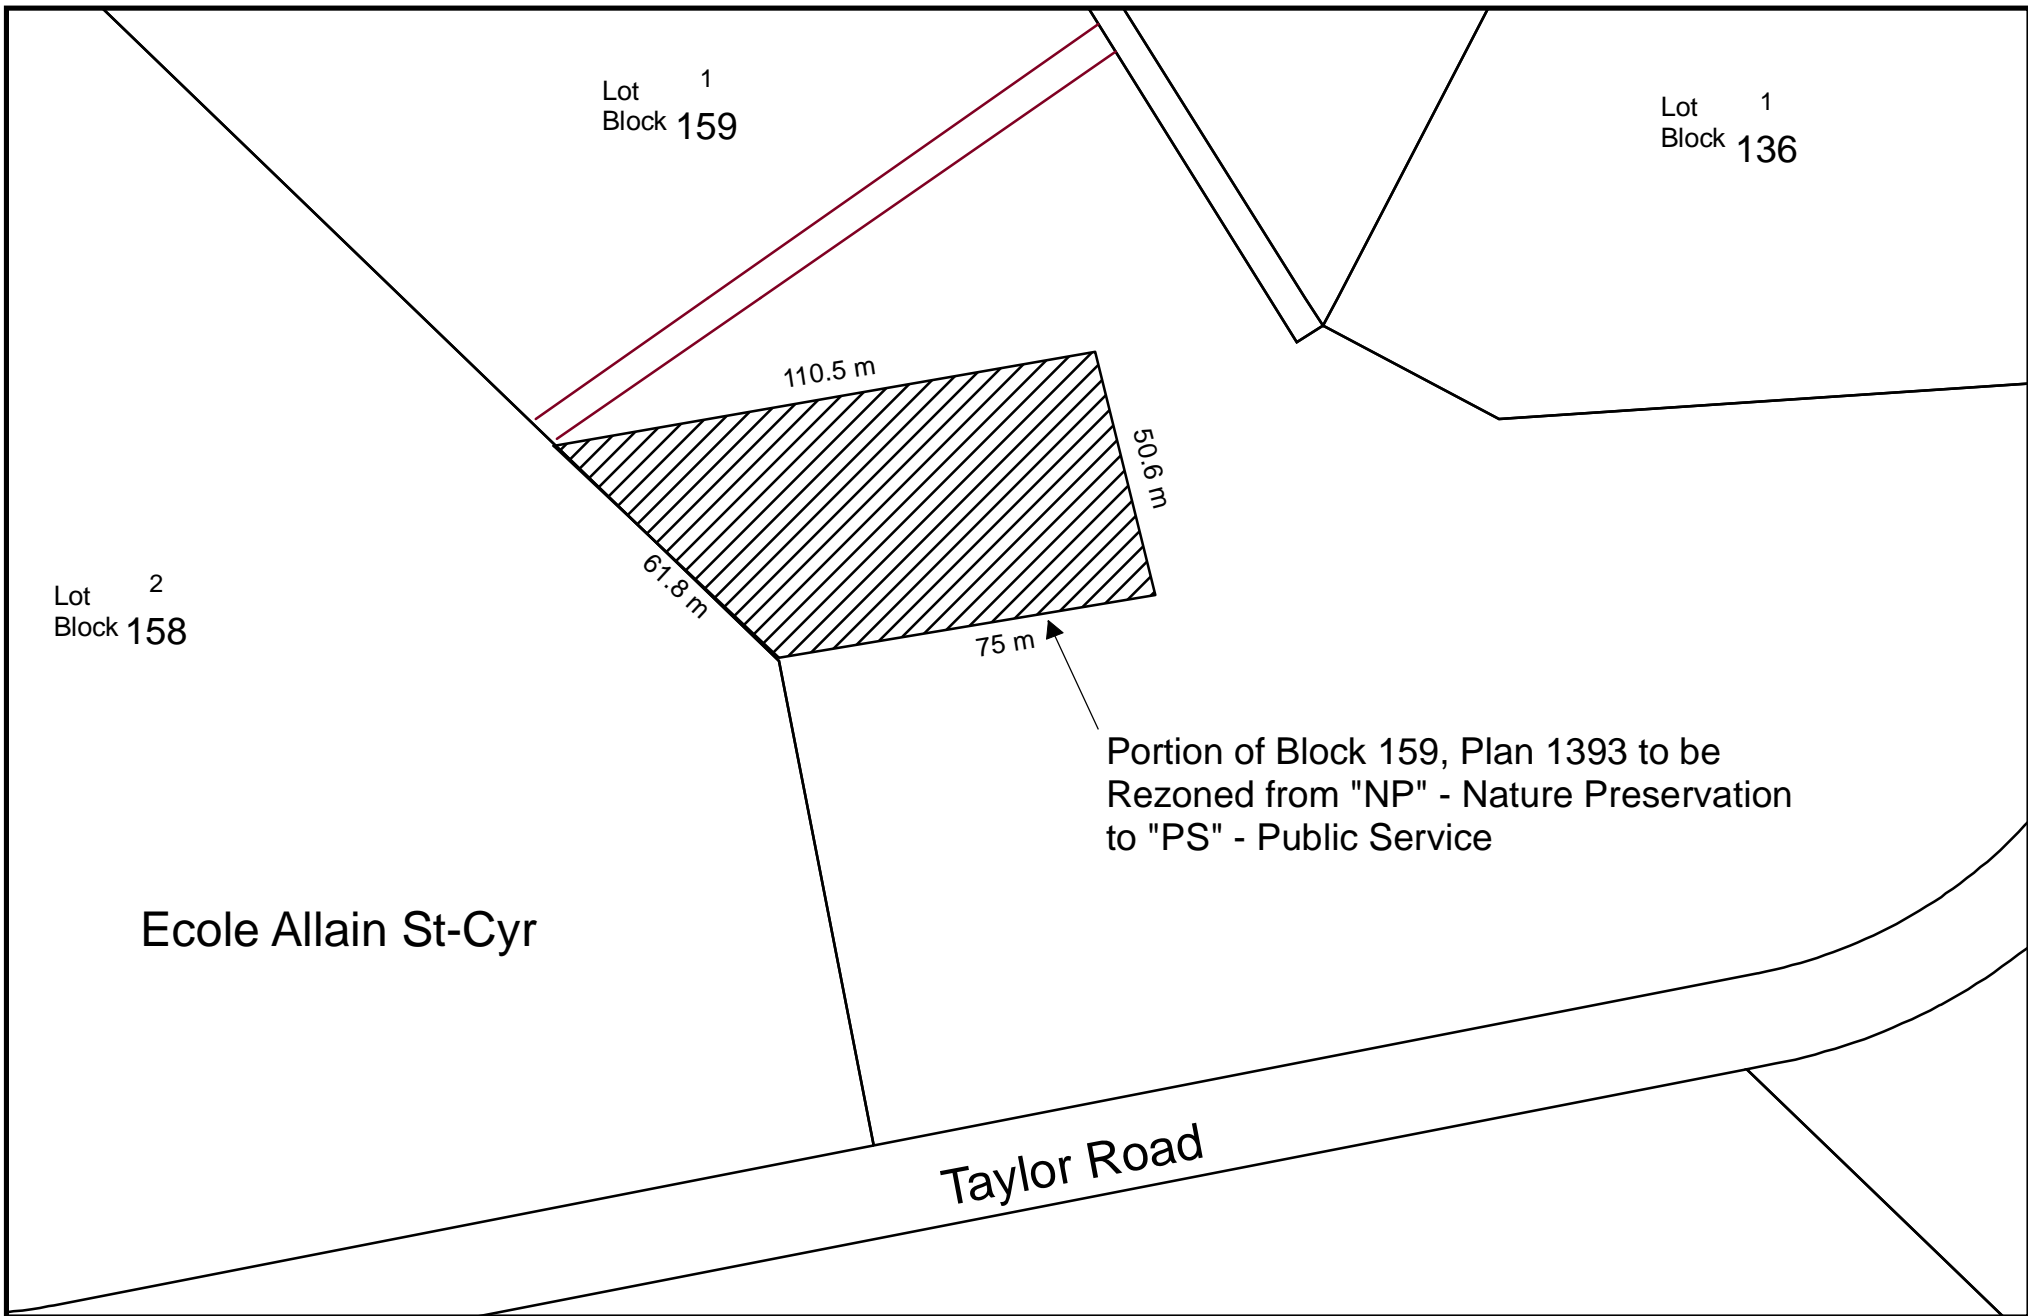 Lot 1
Block 159
Lot 1
Block 136
110.5 m
50.6 m
61.8 m
75 m
Lot 2
Block 158
Portion of Block 159, Plan 1393 to be
Rezoned from "NP" - Nature Preservation
to "PS" - Public Service
Ecole Allain St-Cyr
Taylor Road